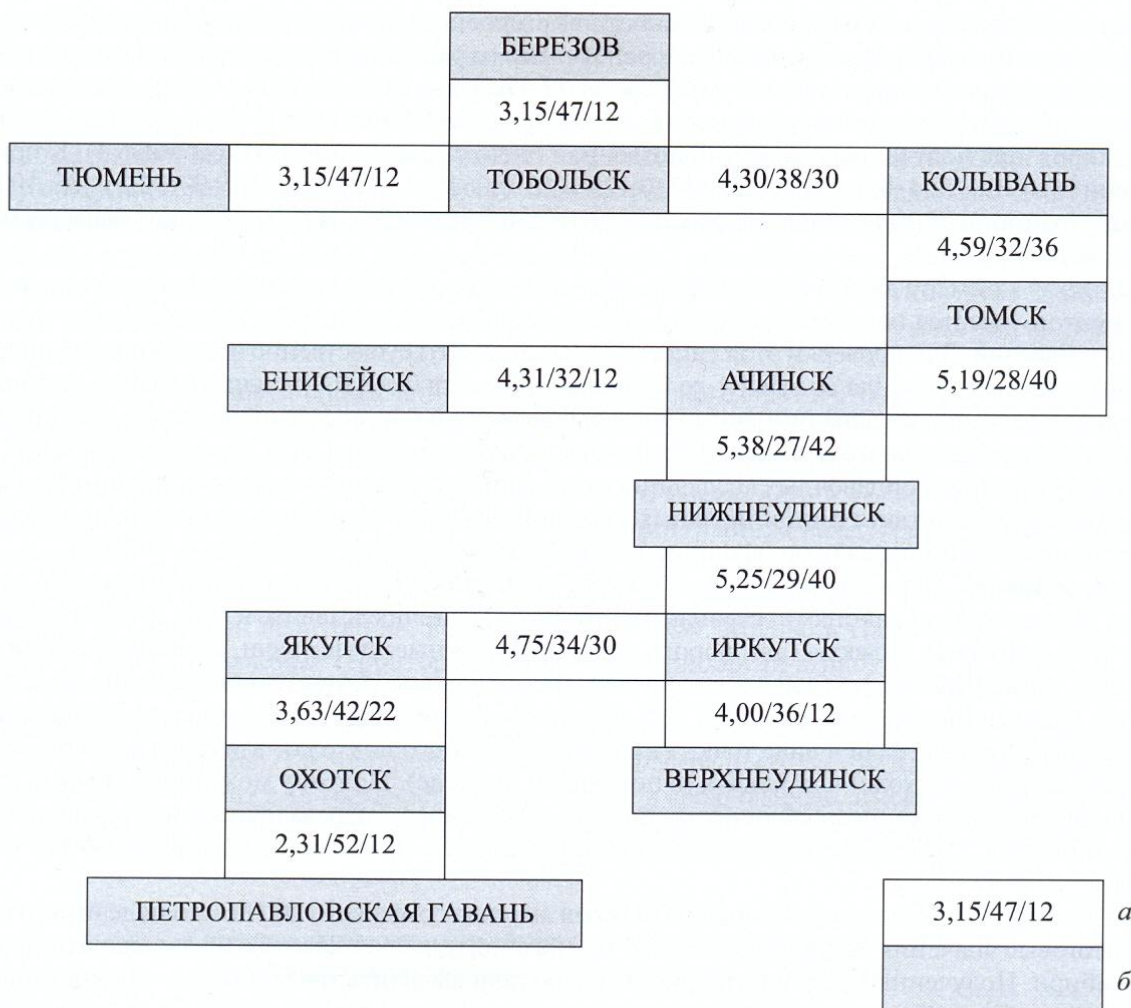 БЕРЕЗОВ
3,15/47/12
ТЮМЕНЬ 3,15/47/12 ТОБОЛЬСК 4,30/38/30 КОЛЫВАНЬ
4,59/32/36
ТОМСК
ЕНИСЕЙСК 4,31/32/12 АЧИНСК 5,19/28/40
5,38/27/42
НИЖНЕУДИНСК
5,25/29/40
ЯКУТСК 4,75/34/30 ИРКУТСК
3,63/42/22 4,00/36/12
ОХОТСК ВЕРХНЕУДИНСК
2,31/52/12
ПЕТРОПАВЛОВСКАЯ ГАВАНЬ 3,15/47/12 а
б